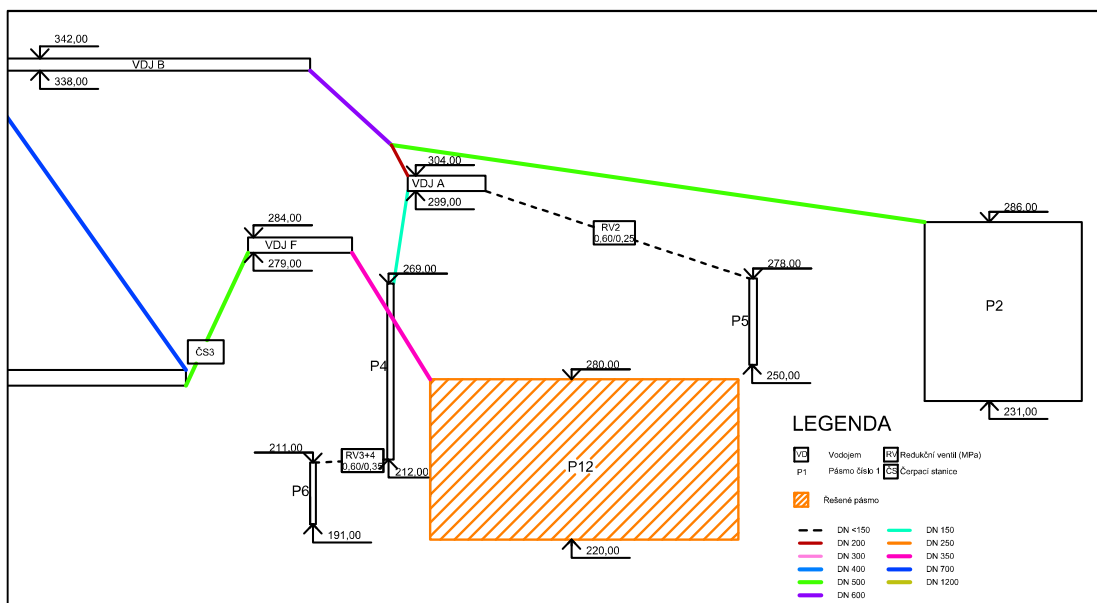 342,00
VDJ B
338,00
304,00
VDJ A
299,00
RV2
0,60/0,25
286,00
284,00
VDJ F
279,00
269,00
278,00
P2
P5
ČS3
P4
280,00
250,00
231,00
LEGENDA
VD Vodojem RV Redukční ventil (MPa)
P1 Pásmo číslo 1 ČS Čerpací stanice
Řešené pásmo
211,00
RV3+4
0,60/0,35
212,00
P12
P6
191,00
220,00
DN <150 DN 150
DN 200 DN 250
DN 300 DN 350
DN 400 DN 700
DN 500 DN 1200
DN 600